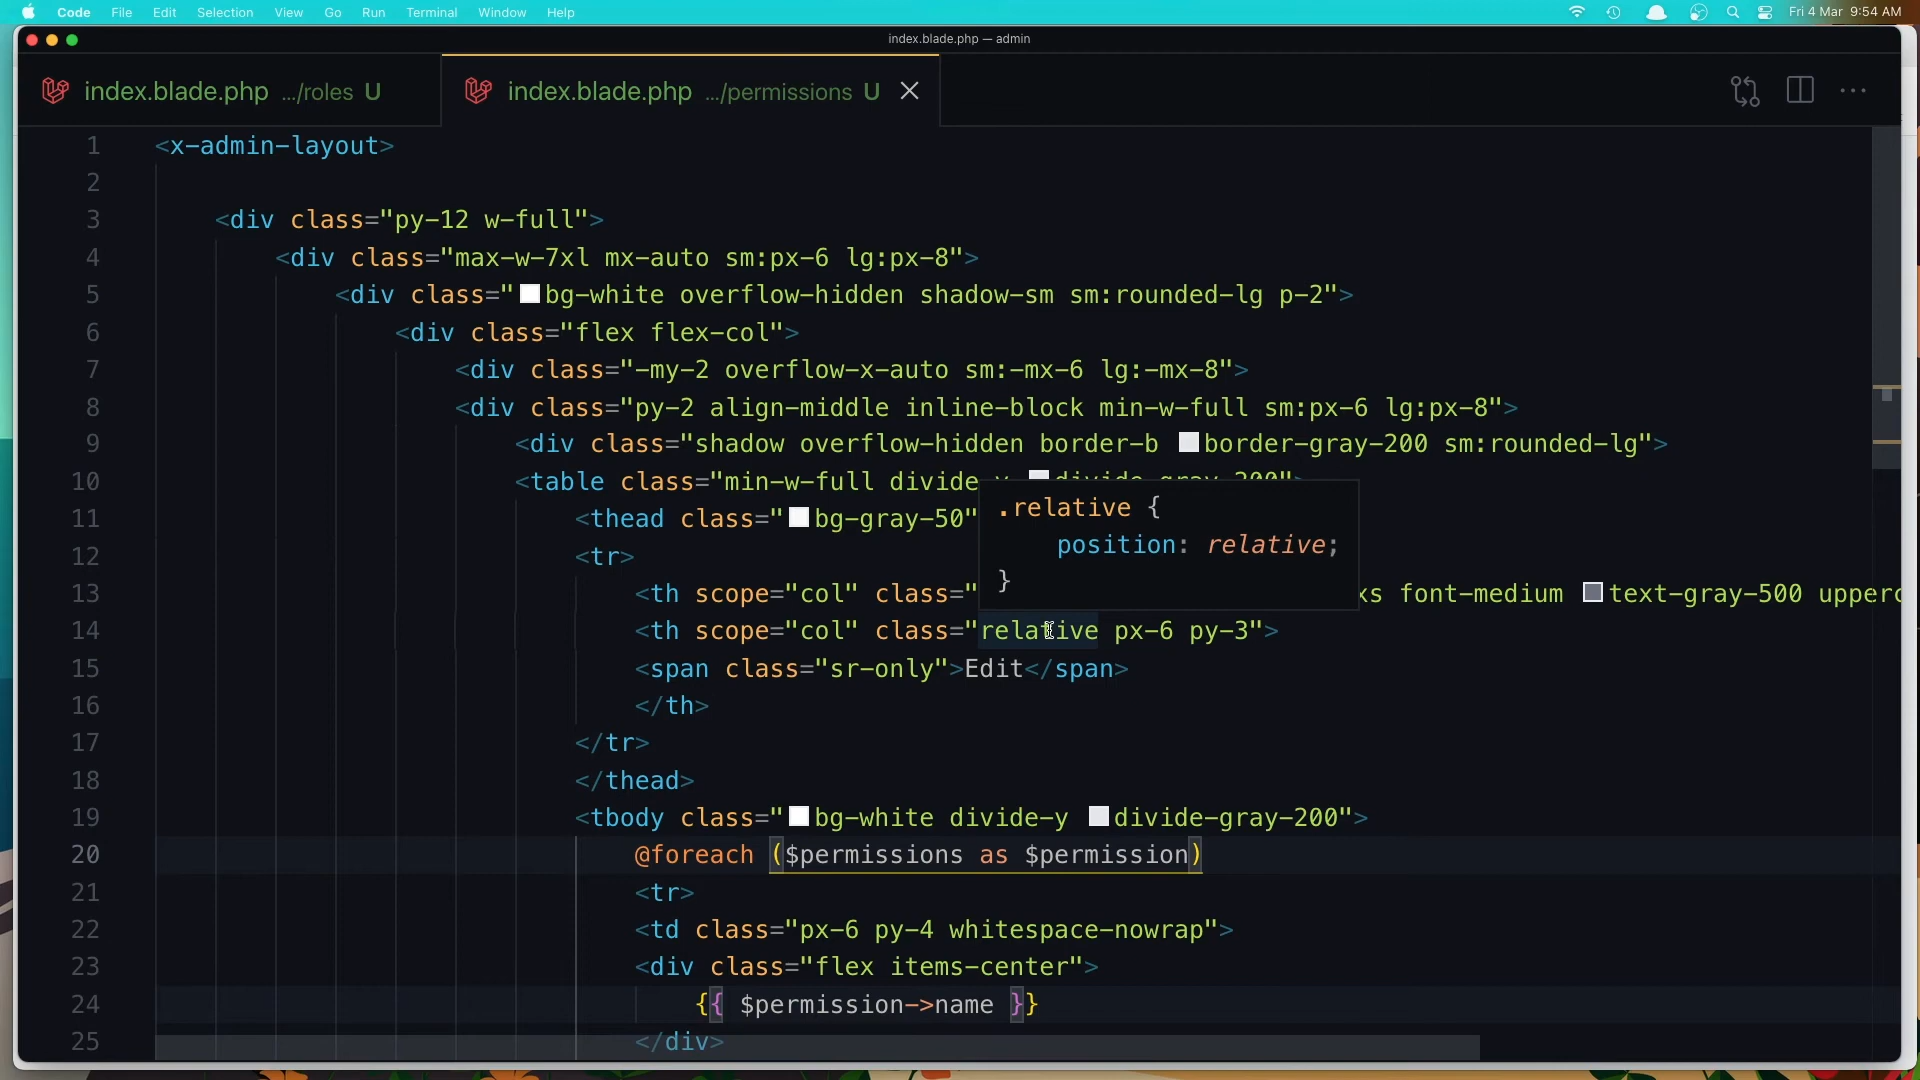 Code File Edit Selection View Go Run Terminal Window Help Fri 4 Mar 9:54 AM
index.blade.php — admin
index.blade.php .../roles U index.blade.php .../permissions U
1 <x-admin-layout>
2
3 <div class="py-12 w-full">
4 <div class="max-w-7xl mx-auto sm:px-6 lg:px-8">
5 <div class="bg-white overflow-hidden shadow-sm sm:rounded-lg p-2">
6 <div class="flex flex-col">
7 <div class="-my-2 overflow-x-auto sm:-mx-6 lg:-mx-8">
8 <div class="py-2 align-middle inline-block min-w-full sm:px-6 lg:px-8">
9 <div class="shadow overflow-hidden border-b border-gray-200 sm:rounded-lg">
10 <table class="min-w-full divide-y divide-gray-200">
.relative {
11 <thead class="bg-gray-50"
position: relative;
12 <tr>
}
13 <th scope="col" class=" xs font-medium text-gray-500 upperc
14 <th scope="col" class="relative px-6 py-3">
15 <span class="sr-only">Edit</span>
16 </th>
17 </tr>
18 </thead>
19 <tbody class="bg-white divide-y divide-gray-200">
20 @foreach ($permissions as $permission)
21 <tr>
22 <td class="px-6 py-4 whitespace-nowrap">
23 <div class="flex items-center">
24 {{ $permission->name }}
25 </div>